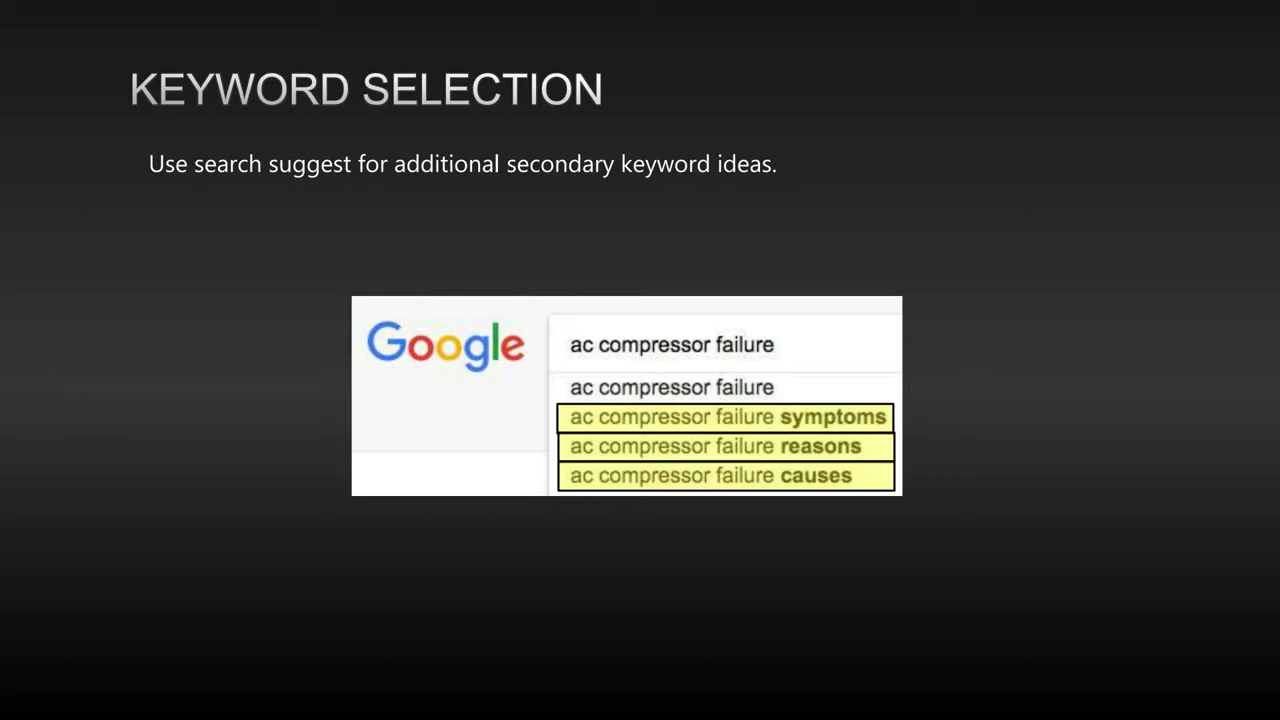 KEYWORD SELECTION
Use search suggest for additional secondary keyword ideas.
Google
ac compressor failure
ac compressor failure
ac compressor failure symptoms
ac compressor failure reasons
ac compressor failure causes